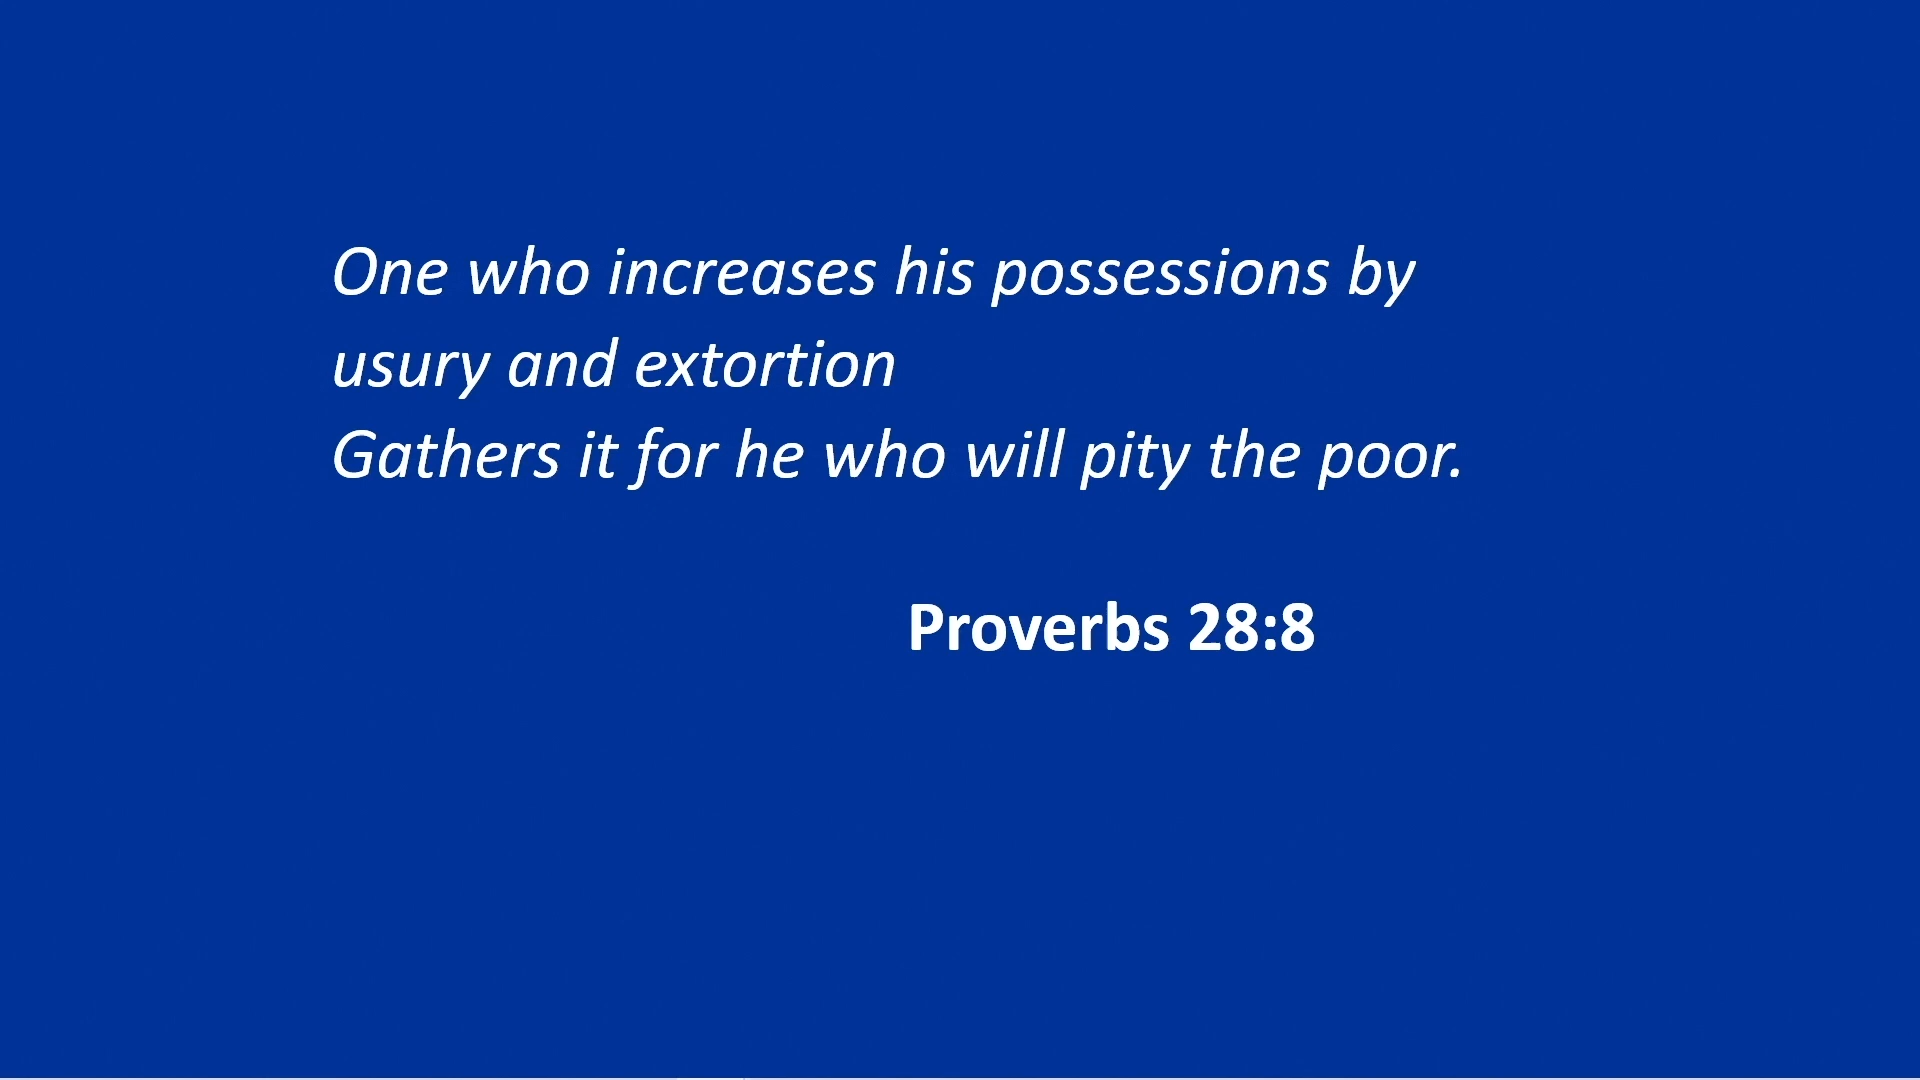 One who increases his possessions by
usury and extortion
Gathers it for he who will pity the poor.
Proverbs 28:8